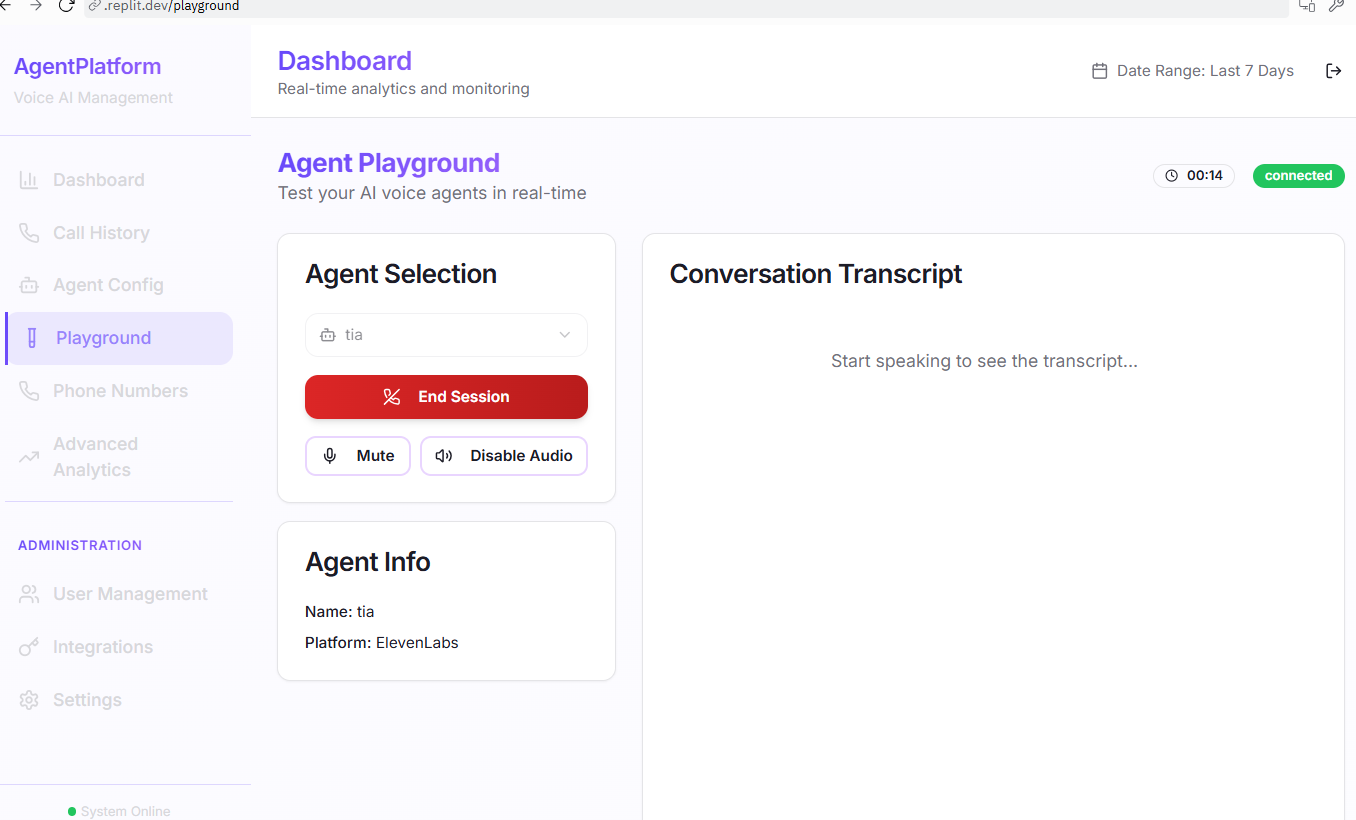 .replit.dev/playground
AgentPlatform
Voice AI Management
Dashboard
Call History
Agent Config
Playground
Phone Numbers
Advanced
Analytics
ADMINISTRATION
User Management
Integrations
Settings
System Online
Dashboard
Real-time analytics and monitoring
Date Range: Last 7 Days
Agent Playground
Test your AI voice agents in real-time
00:14
connected
Agent Selection
tia
End Session
Mute
Disable Audio
Agent Info
Name: tia
Platform: ElevenLabs
Conversation Transcript
Start speaking to see the transcript...